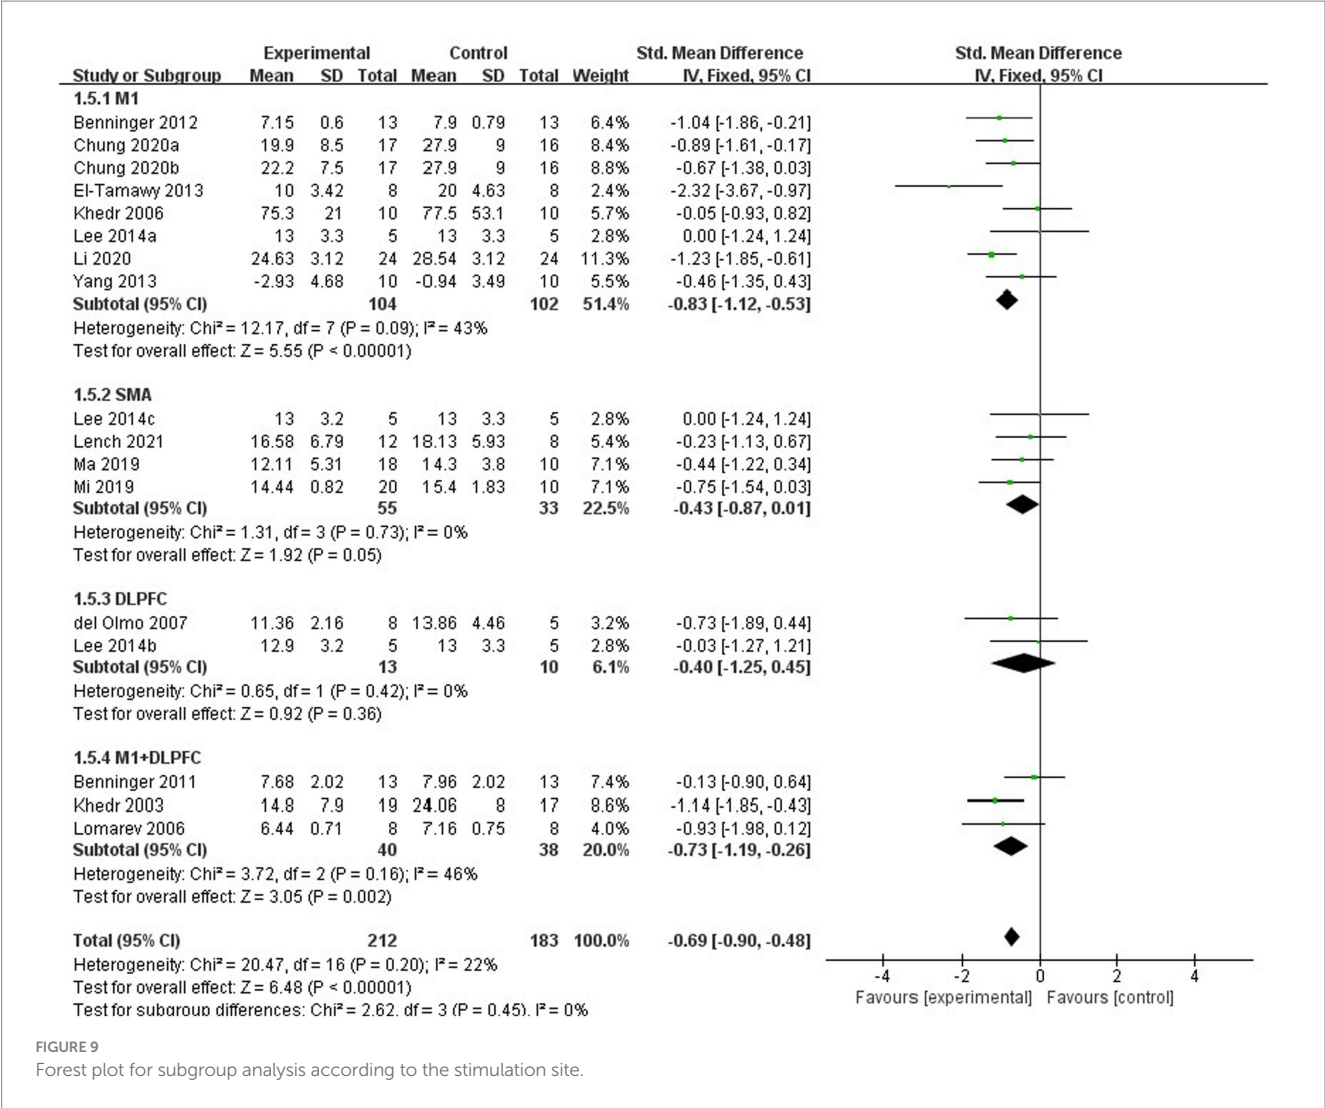 Experimental Control Std. Mean Difference Std. Mean Difference
Study or Subgroup Mean SD Total Mean SD Total Weight IV, Fixed, 95% CI IV, Fixed, 95% CI
1.5.1 M1
Benninger 2012 7.15 0.6 13 7.9 0.79 13 6.4% -1.04 [-1.86, -0.21]
Chung 2020a 19.9 8.5 17 27.9 9 16 8.4% -0.89 [-1.61, -0.17]
Chung 2020b 22.2 7.5 17 27.9 9 16 8.8% -0.67 [-1.38, 0.03]
El-Tamawy 2013 10 3.42 8 20 4.63 8 2.4% -2.32 [-3.67, -0.97]
Khedr 2006 75.3 21 10 77.5 53.1 10 5.7% -0.05 [-0.93, 0.82]
Lee 2014a 13 3.3 5 13 3.3 5 2.8% 0.00 [-1.24, 1.24]
Li 2020 24.63 3.12 24 28.54 3.12 24 11.3% -1.23 [-1.85, -0.61]
Yang 2013 -2.93 4.68 10 -0.94 3.49 10 5.5% -0.46 [-1.35, 0.43]
Subtotal (95% CI) 104 102 51.4% -0.83 [-1.12, -0.53]
Heterogeneity: Chi² = 12.17, df = 7 (P = 0.09); I² = 43%
Test for overall effect: Z = 5.55 (P < 0.00001)
1.5.2 SMA
Lee 2014c 13 3.2 5 13 3.3 5 2.8% 0.00 [-1.24, 1.24]
Lench 2021 16.58 6.79 12 18.13 5.93 8 5.4% -0.23 [-1.13, 0.67]
Ma 2019 12.11 5.31 18 14.3 3.8 10 7.1% -0.44 [-1.22, 0.34]
Mi 2019 14.44 0.82 20 15.4 1.83 10 7.1% -0.75 [-1.54, 0.03]
Subtotal (95% CI) 55 33 22.5% -0.43 [-0.87, 0.01]
Heterogeneity: Chi² = 1.31, df = 3 (P = 0.73); I² = 0%
Test for overall effect: Z = 1.92 (P = 0.05)
1.5.3 DLPFC
del Olmo 2007 11.36 2.16 8 13.86 4.46 5 3.2% -0.73 [-1.89, 0.44]
Lee 2014b 12.9 3.2 5 13 3.3 5 2.8% -0.03 [-1.27, 1.21]
Subtotal (95% CI) 13 10 6.1% -0.40 [-1.25, 0.45]
Heterogeneity: Chi² = 0.65, df = 1 (P = 0.42); I² = 0%
Test for overall effect: Z = 0.92 (P = 0.36)
1.5.4 M1+DLPFC
Benninger 2011 7.68 2.02 13 7.96 2.02 13 7.4% -0.13 [-0.90, 0.64]
Khedr 2003 14.8 7.9 19 24.06 8 17 8.6% -1.14 [-1.85, -0.43]
Lomarev 2006 6.44 0.71 8 7.16 0.75 8 4.0% -0.93 [-1.98, 0.12]
Subtotal (95% CI) 40 38 20.0% -0.73 [-1.19, -0.26]
Heterogeneity: Chi² = 3.72, df = 2 (P = 0.16); I² = 46%
Test for overall effect: Z = 3.05 (P = 0.002)
Total (95% CI) 212 183 100.0% -0.69 [-0.90, -0.48]
Heterogeneity: Chi² = 20.47, df = 16 (P = 0.20); I² = 22%
Test for overall effect: Z = 6.48 (P < 0.00001)
Test for subgroup differences: Chi² = 2.62, df = 3 (P = 0.45), I² = 0%
-4 -2 0 2 4
Favours [experimental] Favours [control]
FIGURE 9
Forest plot for subgroup analysis according to the stimulation site.